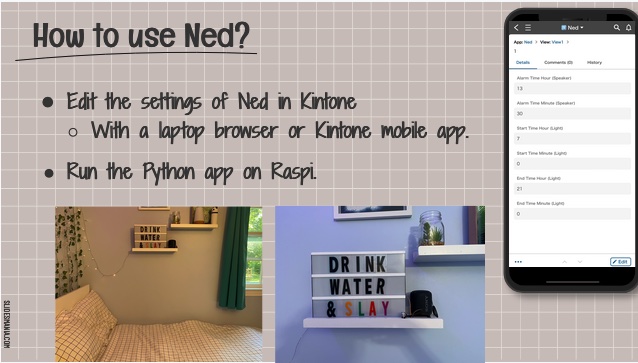 How to use Ned?
Edit the settings of Ned in Kintone
With a laptop browser or Kintone mobile app.
Run the Python app on Raspi.
DRINK
WATER
& SLAY
DRINK
WATER
& SLAY
SLIDESMANIA.COM
Ned
App: Ned > View: View1 >
1
Details Comments (0) History
Alarm Time Hour (Speaker)
13
Alarm Time Minute (Speaker)
30
Start Time Hour (Light)
7
Start Time Minute (Light)
0
End Time Hour (Light)
21
End Time Minute (Light)
0
Edit